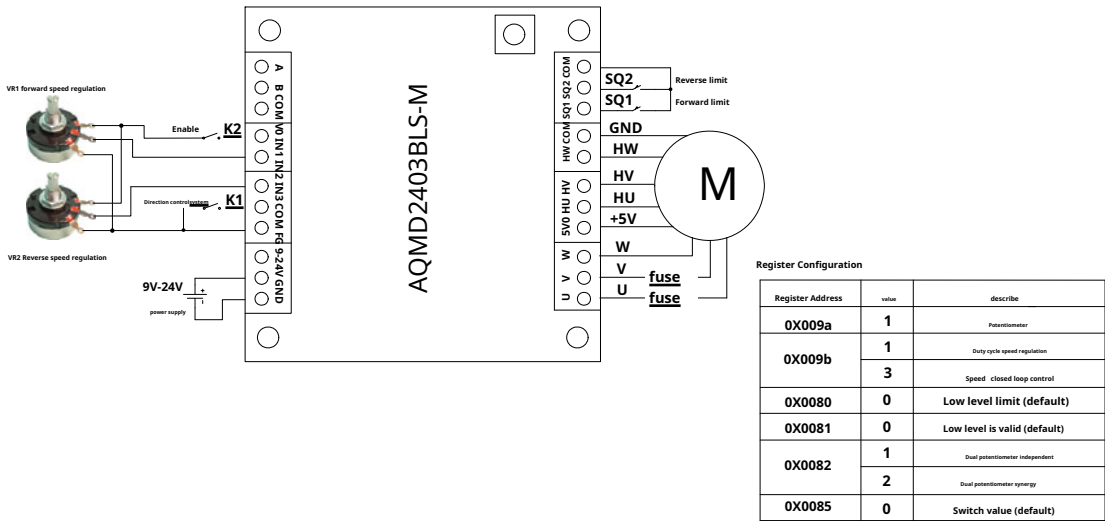 VR1 forward speed regulation
VR2 Reverse speed regulation
Enable
K2
Direction controlsystem
K1
9V-24V
+
−
power supply
A
B
COM
V0
IN1
IN2
IN3
COM
FG
9-24V
GND
AQMD2403BLS-M
COM
SQ2
SQ1
COM
HW
HV
HU
5V0
W
V
U
SQ2
Reverse limit
SQ1
Forward limit
GND
HW
HV
HU
+5V
W
V
fuse
U
fuse
M
Register Configuration
Register Address value describe
0X009a 1 Potentiometer
0X009b 1 Duty cycle speed regulation
3 Speed closed loop control
0X0080 0 Low level limit (default)
0X0081 0 Low level is valid (default)
0X0082 1 Dual potentiometer independent
2 Dual potentiometer synergy
0X0085 0 Switch value (default)